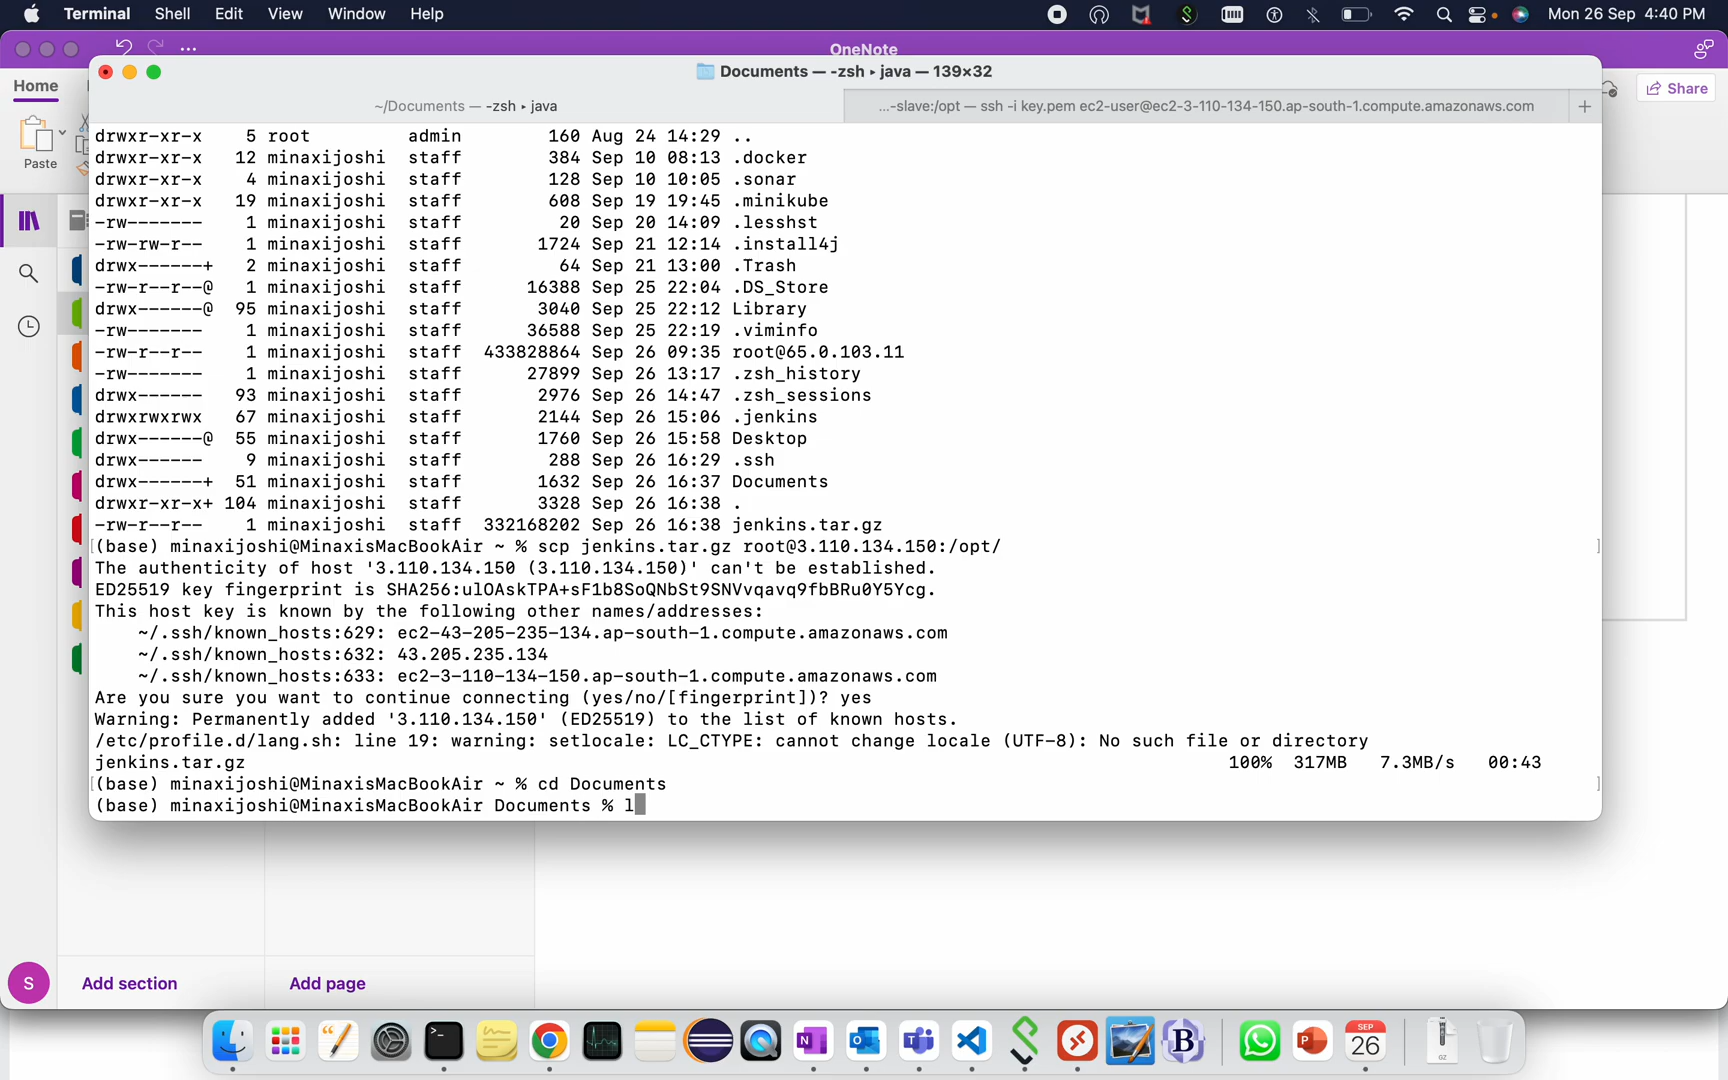 Terminal Shell Edit View Window Help Mon 26 Sep 4:40 PM
OneNote
Home
Share
Paste
Documents — -zsh ▸ java — 139×32
~/Documents — -zsh ▸ java
...-slave:/opt — ssh -i key.pem ec2-user@ec2-3-110-134-150.ap-south-1.compute.amazonaws.com
drwxr-xr-x 5 root admin 160 Aug 24 14:29 ..
drwxr-xr-x 12 minaxijoshi staff 384 Sep 10 08:13 .docker
drwxr-xr-x 4 minaxijoshi staff 128 Sep 10 10:05 .sonar
drwxr-xr-x 19 minaxijoshi staff 608 Sep 19 19:45 .minikube
-rw------- 1 minaxijoshi staff 20 Sep 20 14:09 .lesshst
-rw-rw-r-- 1 minaxijoshi staff 1724 Sep 21 12:14 .install4j
drwx------+ 2 minaxijoshi staff 64 Sep 21 13:00 .Trash
-rw-r--r--@ 1 minaxijoshi staff 16388 Sep 25 22:04 .DS_Store
drwx------@ 95 minaxijoshi staff 3040 Sep 25 22:12 Library
-rw------- 1 minaxijoshi staff 36588 Sep 25 22:19 .viminfo
-rw-r--r-- 1 minaxijoshi staff 433828864 Sep 26 09:35 root@65.0.103.11
-rw------- 1 minaxijoshi staff 27899 Sep 26 13:17 .zsh_history
drwx------ 93 minaxijoshi staff 2976 Sep 26 14:47 .zsh_sessions
drwxrwxrwx 67 minaxijoshi staff 2144 Sep 26 15:06 .jenkins
drwx------@ 55 minaxijoshi staff 1760 Sep 26 15:58 Desktop
drwx------ 9 minaxijoshi staff 288 Sep 26 16:29 .ssh
drwx------+ 51 minaxijoshi staff 1632 Sep 26 16:37 Documents
drwxr-xr-x+ 104 minaxijoshi staff 3328 Sep 26 16:38 .
-rw-r--r-- 1 minaxijoshi staff 332168202 Sep 26 16:38 jenkins.tar.gz
[(base) minaxijoshi@MinaxisMacBookAir ~ % scp jenkins.tar.gz root@3.110.134.150:/opt/ ]
The authenticity of host '3.110.134.150 (3.110.134.150)' can't be established.
ED25519 key fingerprint is SHA256:ulOAskTPA+sF1b8SoQNbSt9SNVvqavq9fbBRu0Y5Ycg.
This host key is known by the following other names/addresses:
~/.ssh/known_hosts:629: ec2-43-205-235-134.ap-south-1.compute.amazonaws.com
~/.ssh/known_hosts:632: 43.205.235.134
~/.ssh/known_hosts:633: ec2-3-110-134-150.ap-south-1.compute.amazonaws.com
Are you sure you want to continue connecting (yes/no/[fingerprint])? yes
Warning: Permanently added '3.110.134.150' (ED25519) to the list of known hosts.
/etc/profile.d/lang.sh: line 19: warning: setlocale: LC_CTYPE: cannot change locale (UTF-8): No such file or directory
jenkins.tar.gz 100% 317MB 7.3MB/s 00:43
[(base) minaxijoshi@MinaxisMacBookAir ~ % cd Documents ]
(base) minaxijoshi@MinaxisMacBookAir Documents % l
S
Add section
Add page
SEP
26
GZ